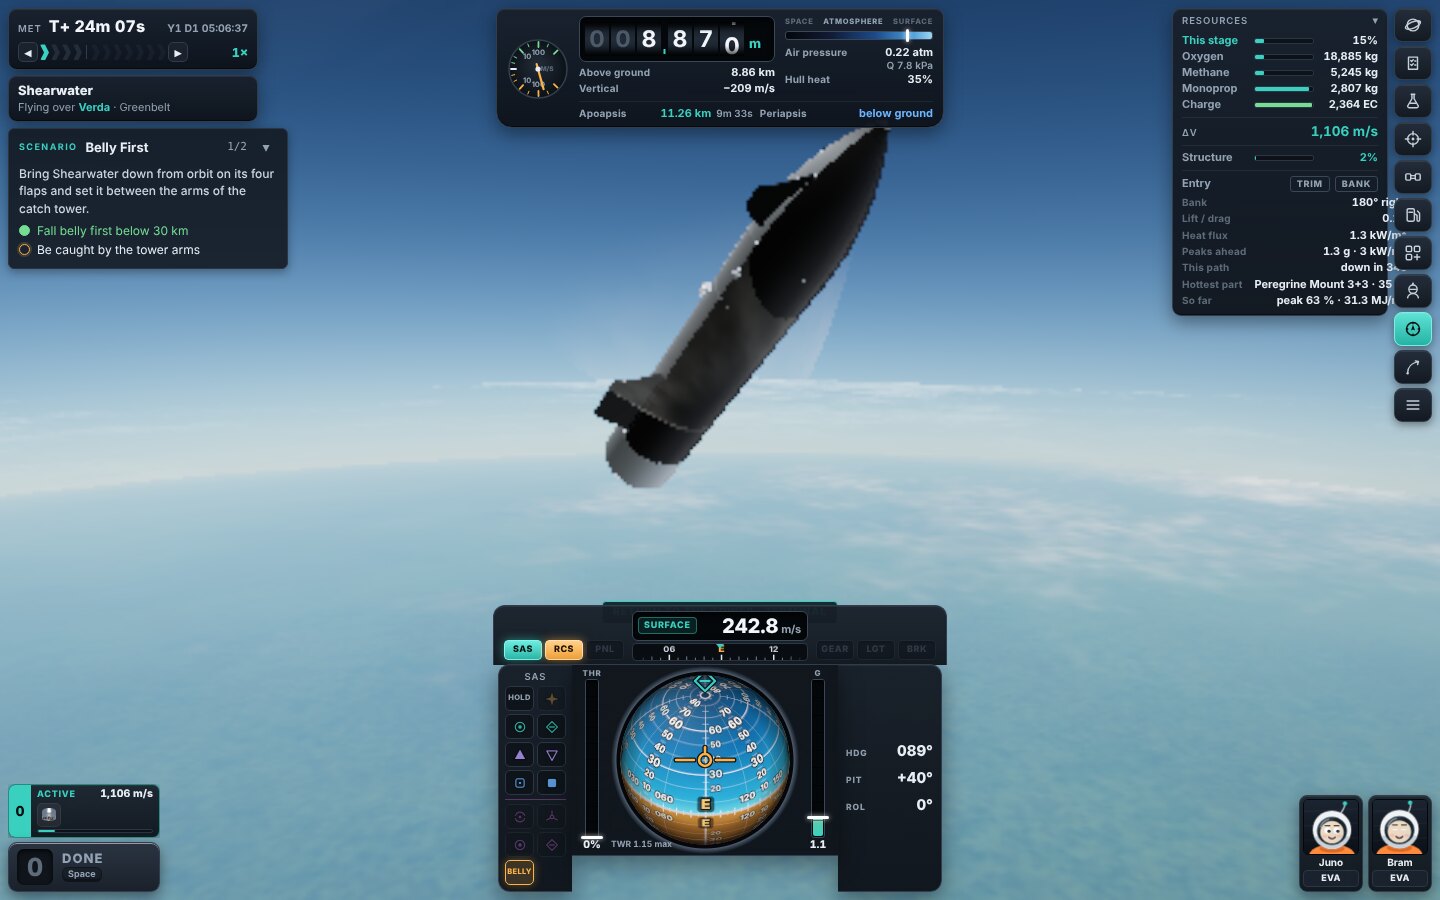 MET T+ 24m 07s Y1 D1 05:06:37
1×
Shearwater
Flying over Verda · Greenbelt
SCENARIO Belly First 1/2
Bring Shearwater down from orbit on its four
flaps and set it between the arms of the
catch tower.
Fall belly first below 30 km
Be caught by the tower arms
008,870 m
Above ground 8.86 km
Vertical −209 m/s
Apoapsis 11.26 km 9m 33s Periapsis below ground
SPACE ATMOSPHERE SURFACE
Air pressure 0.22 atm
Q 7.8 kPa
Hull heat 35%
RESOURCES
This stage 15%
Oxygen 18,885 kg
Methane 5,245 kg
Monoprop 2,807 kg
Charge 2,364 EC
ΔV 1,106 m/s
Structure 2%
Entry TRIM BANK
Bank 180°
Lift / drag
Heat flux 1.3
Peaks ahead 1.3 g · 3
This path down in
Hottest part Peregrine Mount 3+3 ·
So far peak 63 % · 31.3
SURFACE 242.8 m/s
SAS RCS PNL
06 E 12
GEAR LGT BRK
SAS
HOLD
BELLY
THR
0% TWR 1.15 max
G
1.1
HDG 089°
PIT +40°
ROL 0°
0 ACTIVE 1,106 m/s
0 DONE
Space
Juno
EVA
Bram
EVA